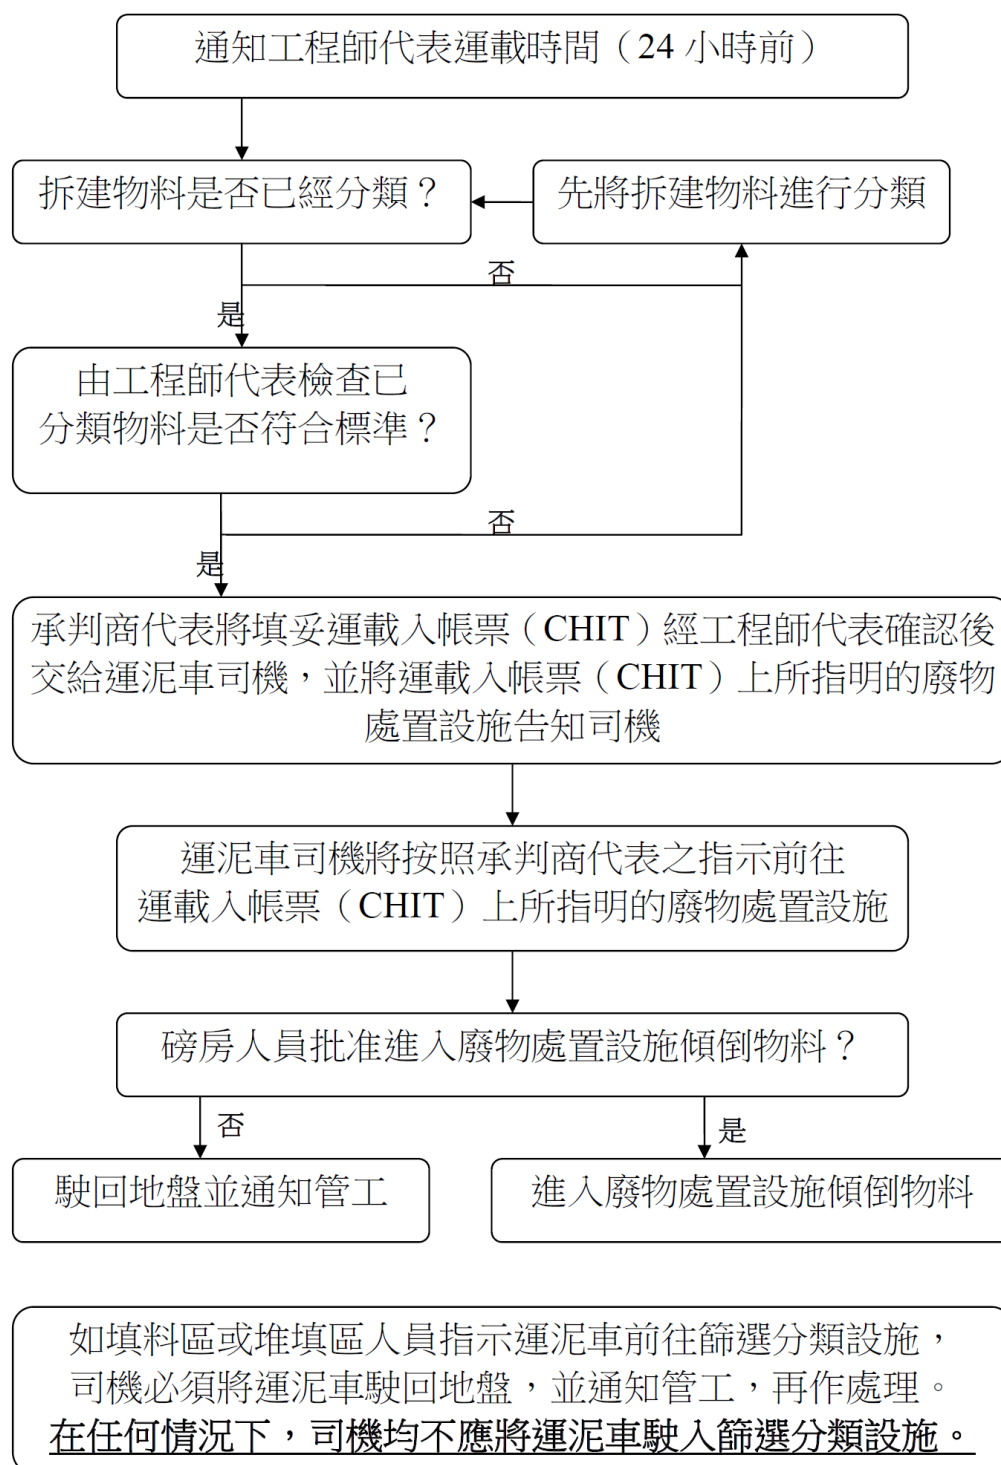 通知工程師代表運載時間（24 小時前）
拆建物料是否已經分類？
先將拆建物料進行分類
否
是
由工程師代表檢查已
分類物料是否符合標準？
否
是
承判商代表將填妥運載入帳票（CHIT）經工程師代表確認後
交給運泥車司機，並將運載入帳票（CHIT）上所指明的廢物
處置設施告知司機
運泥車司機將按照承判商代表之指示前往
運載入帳票（CHIT）上所指明的廢物處置設施
磅房人員批准進入廢物處置設施傾倒物料？
否
是
駛回地盤並通知管工
進入廢物處置設施傾倒物料
如填料區或堆填區人員指示運泥車前往篩選分類設施，
司機必須將運泥車駛回地盤，並通知管工，再作處理。
在任何情況下，司機均不應將運泥車駛入篩選分類設施。